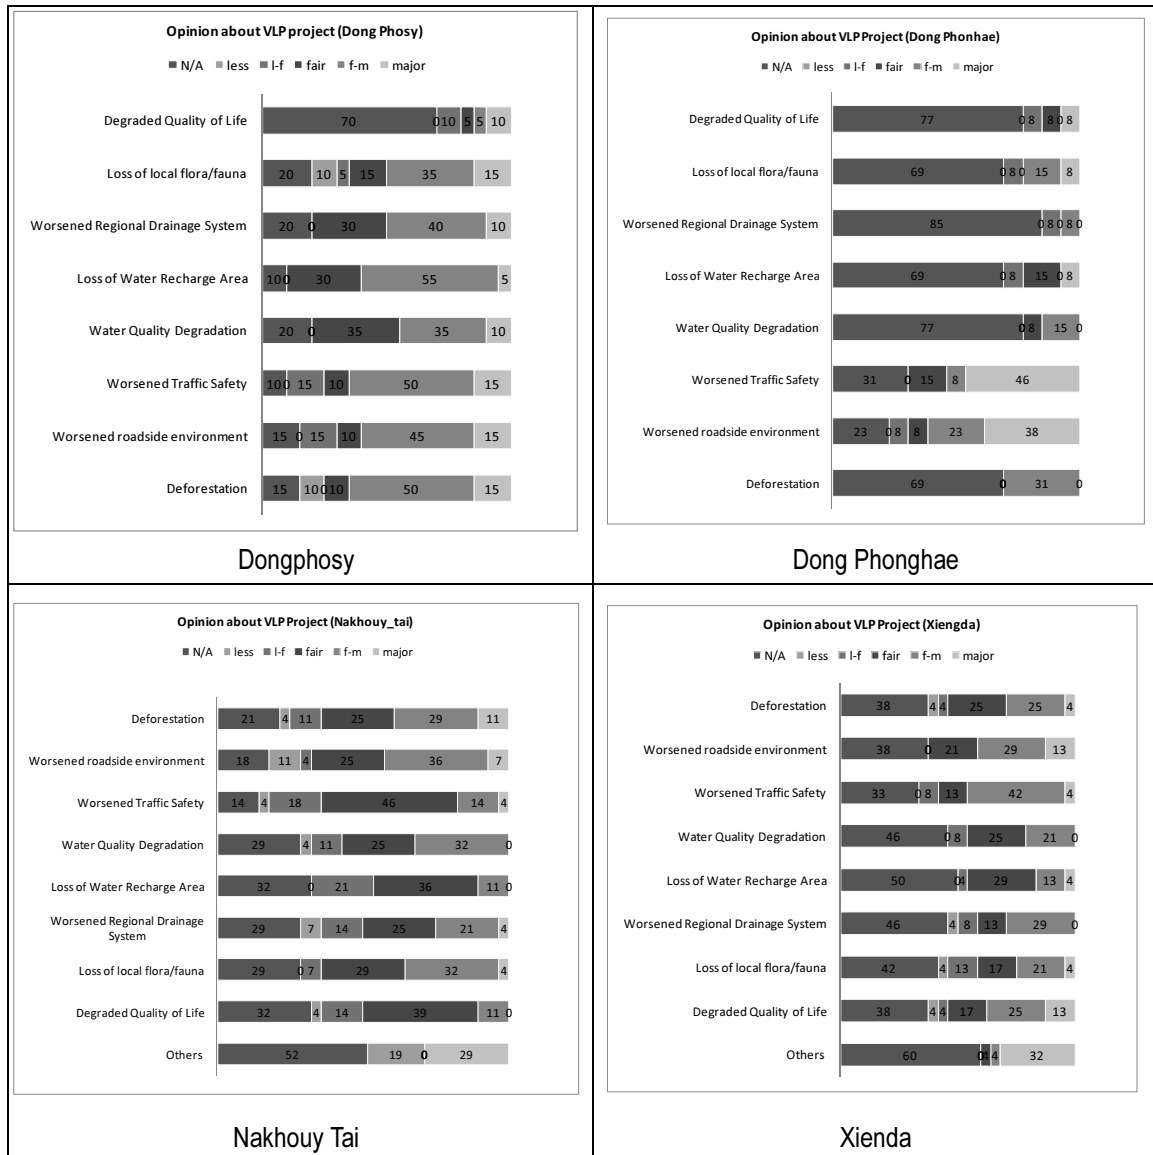 Opinion about VLP project (Dong Phosy)
N/A less l-f fair f-m major
Degraded Quality of Life 70 0 10 5 5 10
Loss of local flora/fauna 20 10 5 15 35 15
Worsened Regional Drainage System 20 0 30 40 10
Loss of Water Recharge Area 10 0 30 55 5
Water Quality Degradation 20 0 35 35 10
Worsened Traffic Safety 10 0 15 10 50 15
Worsened roadside environment 15 0 15 10 45 15
Deforestation 15 10 0 10 50 15
Dongphosy
Opinion about VLP Project (Dong Phonhae)
N/A less l-f fair f-m major
Degraded Quality of Life 77 0 8 8 0 8
Loss of local flora/fauna 69 0 8 0 15 8
Worsened Regional Drainage System 85 0 8 0 8 0
Loss of Water Recharge Area 69 0 8 15 0 8
Water Quality Degradation 77 0 8 15 0
Worsened Traffic Safety 31 0 15 8 46
Worsened roadside environment 23 0 8 8 23 38
Deforestation 69 0 31 0
Dong Phonghae
Opinion about VLP Project (Nakhouy_tai)
N/A less l-f fair f-m major
Deforestation 21 4 11 25 29 11
Worsened roadside environment 18 11 4 25 36 7
Worsened Traffic Safety 14 4 18 46 14 4
Water Quality Degradation 29 4 11 25 32 0
Loss of Water Recharge Area 32 0 21 36 11 0
Worsened Regional Drainage
System 29 7 14 25 21 4
Loss of local flora/fauna 29 0 7 29 32 4
Degraded Quality of Life 32 4 14 39 11 0
Others 52 19 0 29
Nakhouy Tai
Opinion about VLP Project (Xiengda)
N/A less l-f fair f-m major
Deforestation 38 4 4 25 25 4
Worsened roadside environment 38 0 21 29 13
Worsened Traffic Safety 33 0 8 13 42 4
Water Quality Degradation 46 0 8 25 21 0
Loss of Water Recharge Area 50 0 4 29 13 4
Worsened Regional Drainage System 46 4 8 13 29 0
Loss of local flora/fauna 42 4 13 17 21 4
Degraded Quality of Life 38 4 4 17 25 13
Others 60 0 4 4 32
Xienda